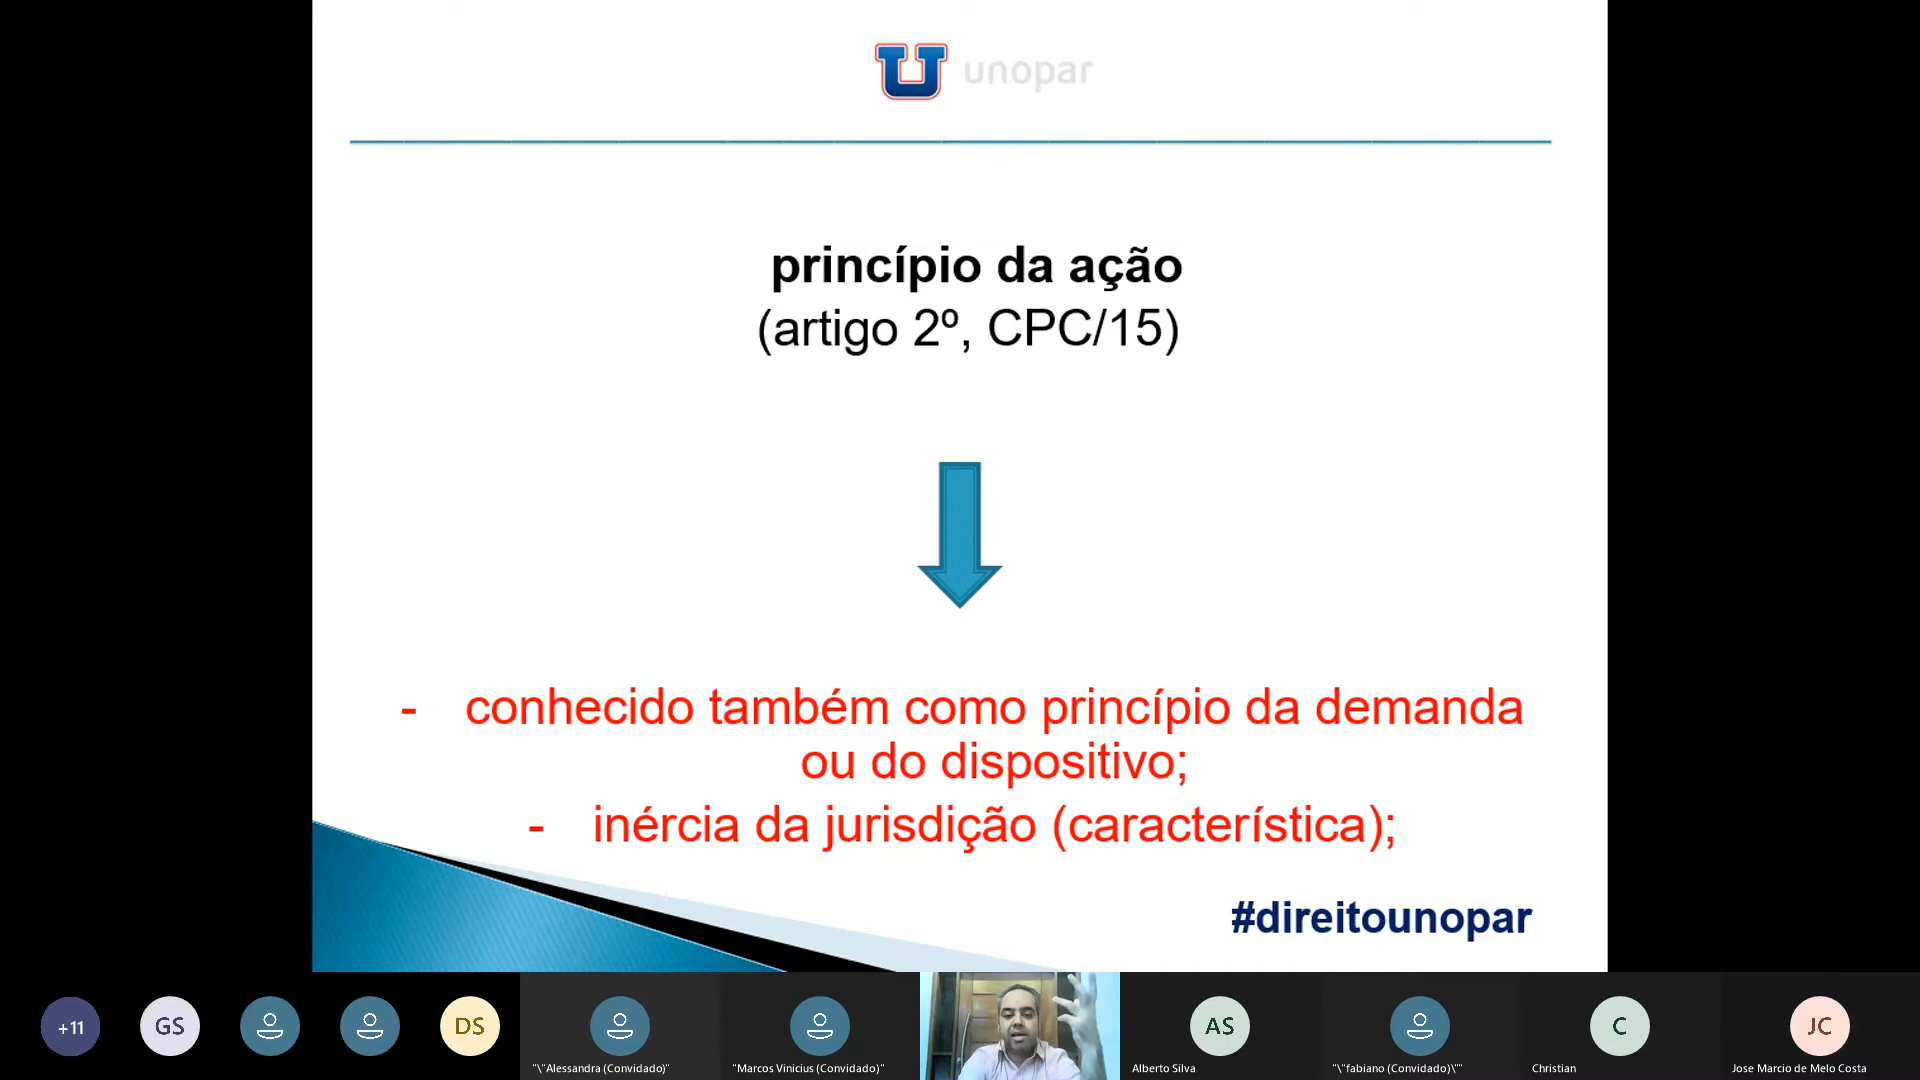 unopar
princípio da ação
(artigo 2º, CPC/15)
- conhecido também como princípio da demanda
ou do dispositivo;
- inércia da jurisdição (característica);
#direitounopar
+11
GS
DS
AS
C
JC
"\"Alessandra (Convidado)"
"Marcos Vinicius (Convidado)"
Alberto Silva
"\"fabiano (Convidado)\""
Christian
Jose Marcio de Melo Costa